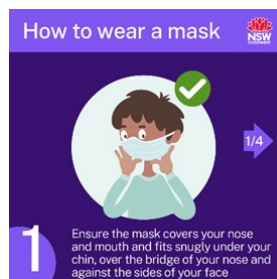 How to wear a mask
NSW
1/4
1
Ensure the mask covers your nose
and mouth and fits snugly under your
chin, over the bridge of your nose and
against the sides of your face